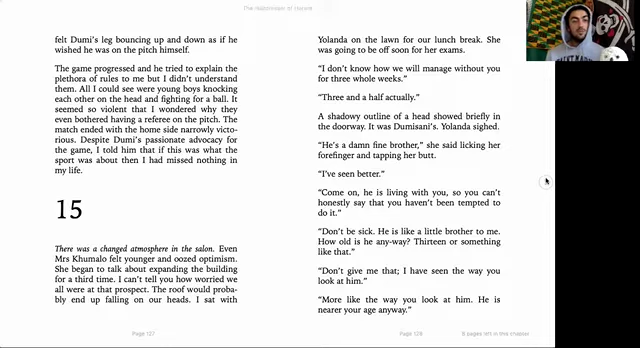 The Hairdresser of Harare
felt Dumi's leg bouncing up and down as if he
wished he was on the pitch himself.
The game progressed and he tried to explain the
plethora of rules to me but I didn't understand
them. All I could see were young boys knocking
each other on the head and fighting for a ball. It
seemed so violent that I wondered why they
even bothered having a referee on the pitch. The
match ended with the home side narrowly victo-
rious. Despite Dumi's passionate advocacy for
the game, I told him that if this was what the
sport was about then I had missed nothing in
my life.
15
There was a changed atmosphere in the salon. Even
Mrs Khumalo felt younger and oozed optimism.
She began to talk about expanding the building
for a third time. I can't tell you how worried we
all were at that prospect. The roof would proba-
bly end up falling on our heads. I sat with
Page 127
Yolanda on the lawn for our lunch break. She
was going to be off soon for her exams.
"I don't know how we will manage without you
for three whole weeks."
"Three and a half actually."
A shadowy outline of a head showed briefly in
the doorway. It was Dumisani's. Yolanda sighed.
"He's a damn fine brother," she said licking her
forefinger and tapping her butt.
"I've seen better."
"Come on, he is living with you, so you can't
honestly say that you haven't been tempted to
do it."
"Don't be sick. He is like a little brother to me.
How old is he any-way? Thirteen or something
like that."
"Don't give me that; I have seen the way you
look at him."
"More like the way you look at him. He is
nearer your age anyway."
Page 128
5 pages left in this chapter